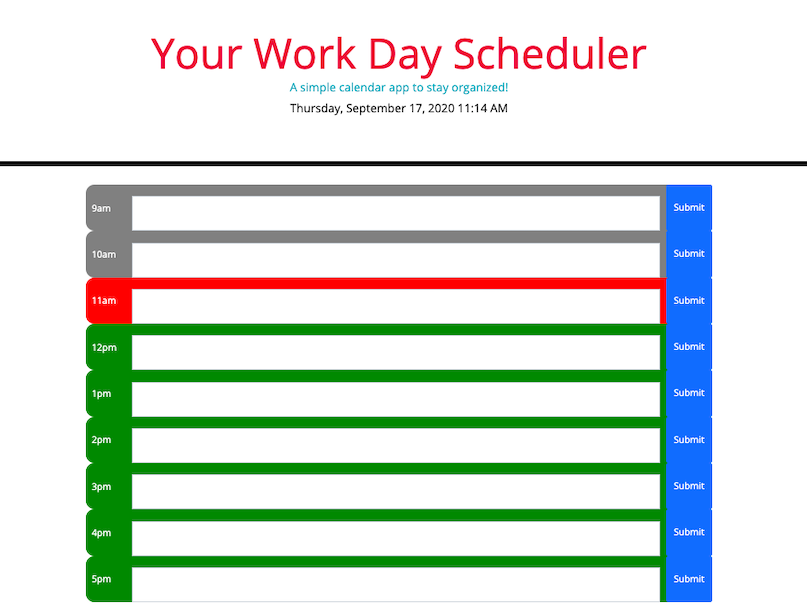 Your Work Day Scheduler
A simple calendar app to stay organized!
Thursday, September 17, 2020 11:14 AM
9am Submit
10am Submit
11am Submit
12pm Submit
1pm Submit
2pm Submit
3pm Submit
4pm Submit
5pm Submit